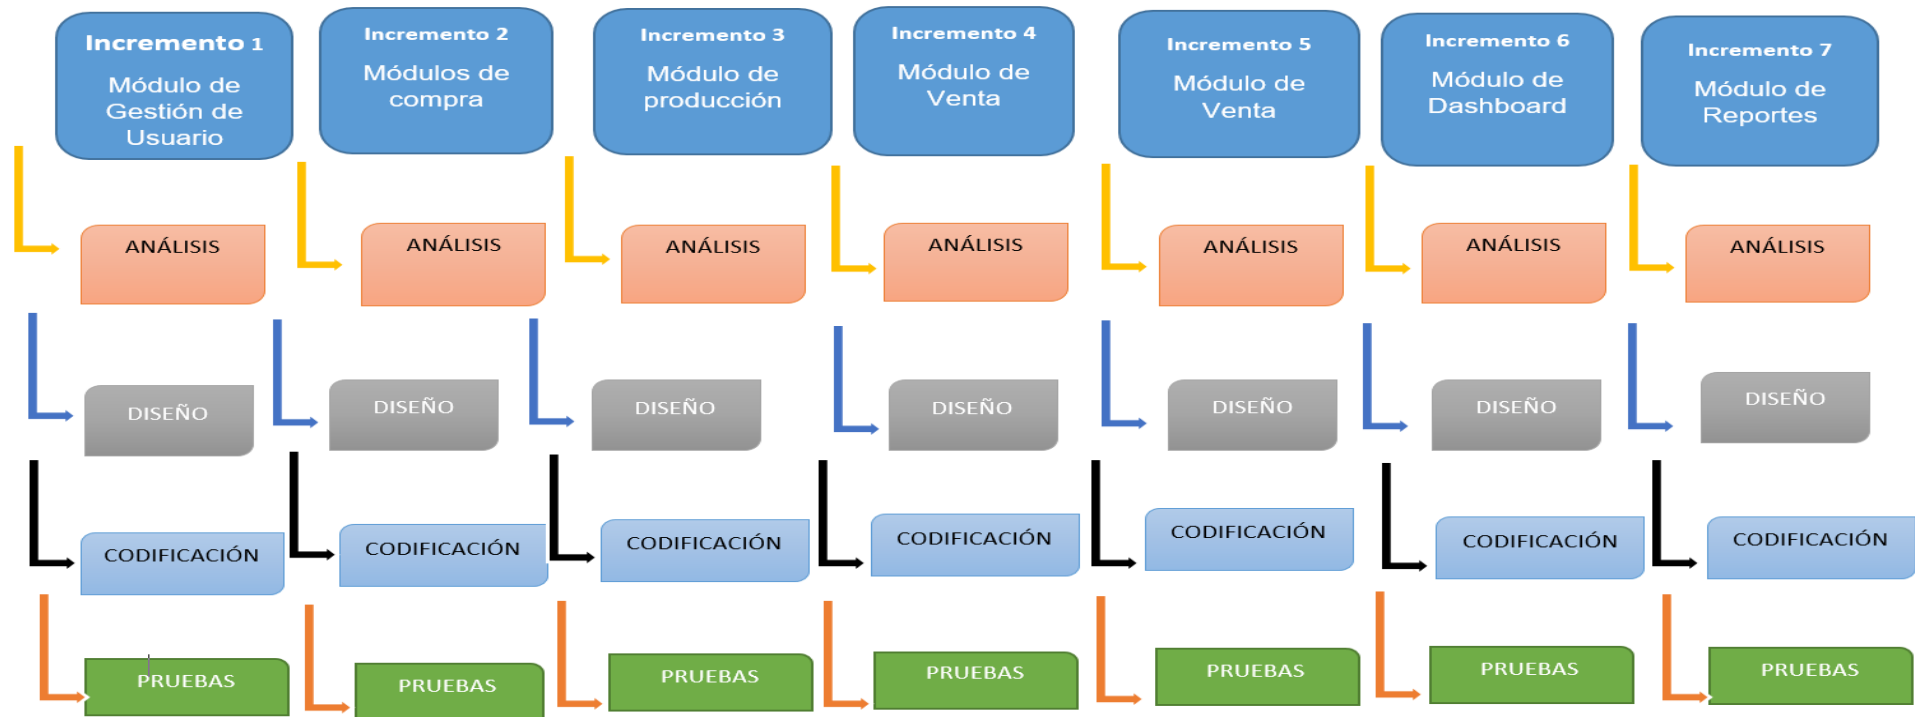 Incremento 1
Módulo de
Gestión de
Usuario
Incremento 2
Módulos de
compra
Incremento 3
Módulo de
producción
Incremento 4
Módulo de
Venta
Incremento 5
Módulo de
Venta
Incremento 6
Módulo de
Dashboard
Incremento 7
Módulo de
Reportes
ANÁLISIS
ANÁLISIS
ANÁLISIS
ANÁLISIS
ANÁLISIS
ANÁLISIS
ANÁLISIS
DISEÑO
DISEÑO
DISEÑO
DISEÑO
DISEÑO
DISEÑO
DISEÑO
CODIFICACIÓN
CODIFICACIÓN
CODIFICACIÓN
CODIFICACIÓN
CODIFICACIÓN
CODIFICACIÓN
CODIFICACIÓN
PRUEBAS
PRUEBAS
PRUEBAS
PRUEBAS
PRUEBAS
PRUEBAS
PRUEBAS